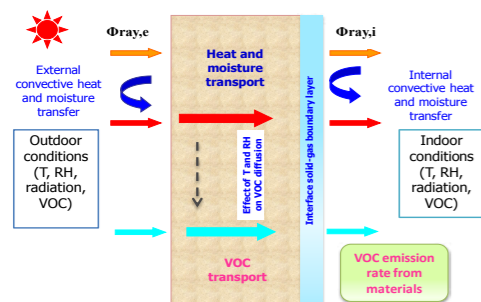 Φray,e
Φray,i
External
convective heat
and moisture
transfer
Heat and
moisture
transport
Internal
convective heat
and moisture
transfer
Outdoor
conditions
(T, RH,
radiation,
VOC)
Effect of T and RH
on VOC diffusion
Interface solid-gas boundary layer
Indoor
conditions
(T, RH,
radiation,
VOC)
VOC
transport
VOC emission
rate from
materials